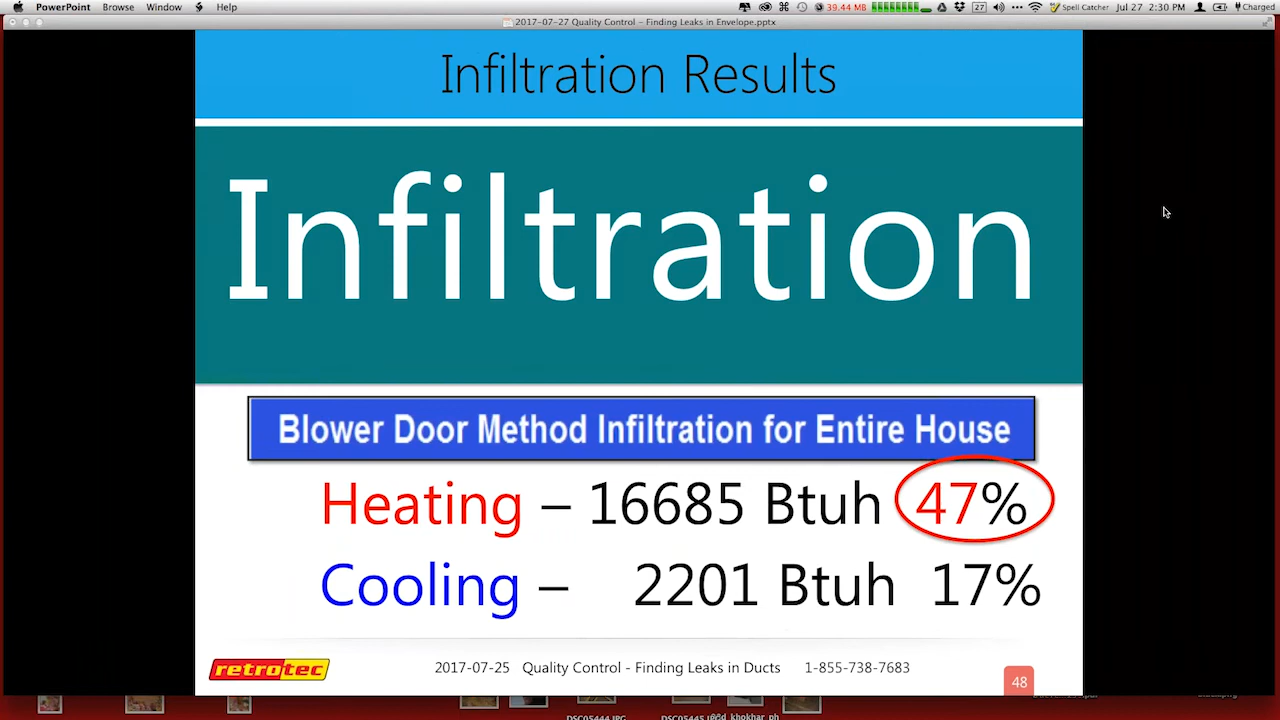 PowerPoint Browse Window Help 39.44 MB 27 Spell Catcher Jul 27 2:30 PM Charged
2017-07-27 Quality Control - Finding Leaks in Envelope.pptx
Infiltration Results
Infiltration
Blower Door Method Infiltration for Entire House
Heating – 16685 Btuh 47%
Cooling – 2201 Btuh 17%
retrotec
2017-07-25 Quality Control - Finding Leaks in Ducts 1-855-738-7683
48
DSC05444.JPG